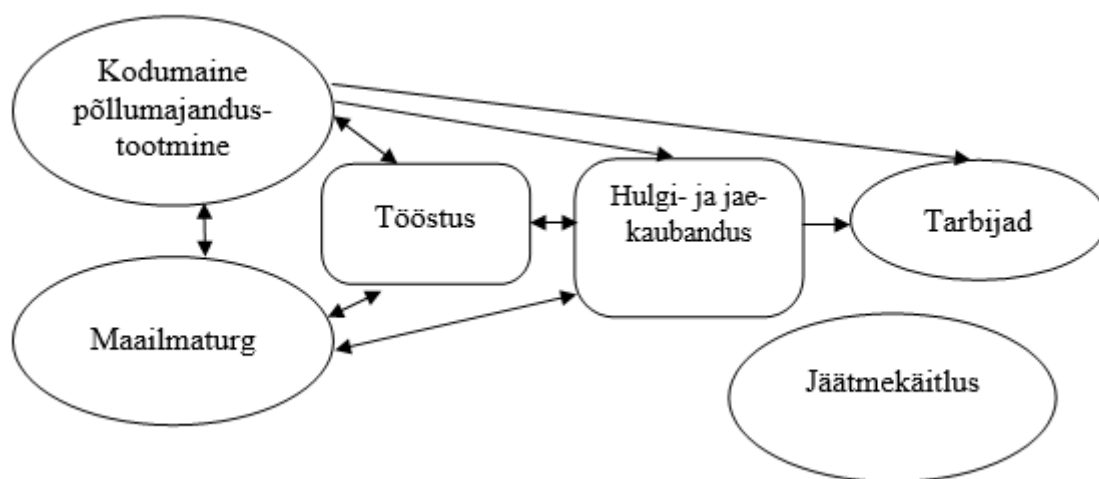 Kodumaine
põllumajandus-
tootmine
Tööstus
Hulgi- ja jae-
kaubandus
Tarbijad
Maailmaturg
Jäätmekäitlus